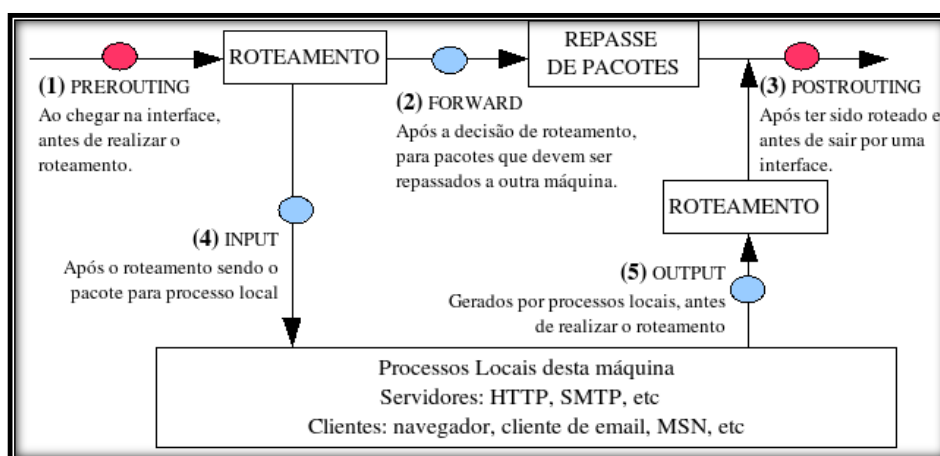 ROTEAMENTO
REPASSE
DE PACOTES
(1) PREROUTING
Ao chegar na interface,
antes de realizar o
roteamento.
(2) FORWARD
Após a decisão de roteamento,
para pacotes que devem ser
repassados a outra máquina.
(3) POSTROUTING
Após ter sido roteado e
antes de sair por uma
interface.
ROTEAMENTO
(4) INPUT
Após o roteamento sendo o
pacote para processo local
(5) OUTPUT
Gerados por processos locais, antes
de realizar o roteamento
Processos Locais desta máquina
Servidores: HTTP, SMTP, etc
Clientes: navegador, cliente de email, MSN, etc